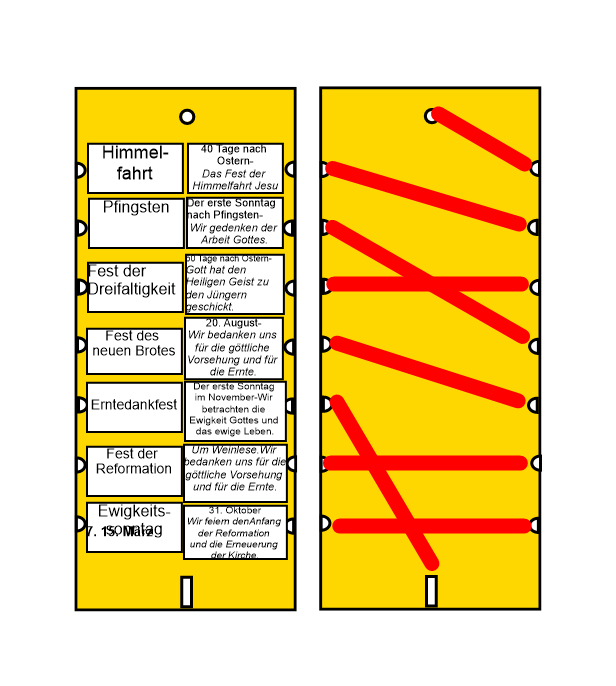 Himmel-
fahrt
40 Tage nach
Ostern-
Das Fest der
Himmelfahrt Jesu
Pfingsten
Der erste Sonntag
nach Pfingsten-
Wir gedenken der
Arbeit Gottes.
Fest der
Dreifaltigkeit
50 Tage nach Ostern-
Gott hat den
Heiligen Geist zu
den Jüngern
geschickt.
Fest des
neuen Brotes
20. August-
Wir bedanken uns
für die göttliche
Vorsehung und für
die Ernte.
Erntedankfest
Der erste Sonntag
im November-Wir
betrachten die
Ewigkeit Gottes und
das ewige Leben.
Fest der
Reformation
Um Weinlese.Wir
bedanken uns für die
göttliche Vorsehung
und für die Ernte.
Ewigkeits-
sonntag
7. 15. März
31. Oktober
Wir feiern denAnfang
der Reformation
und die Erneuerung
der Kirche